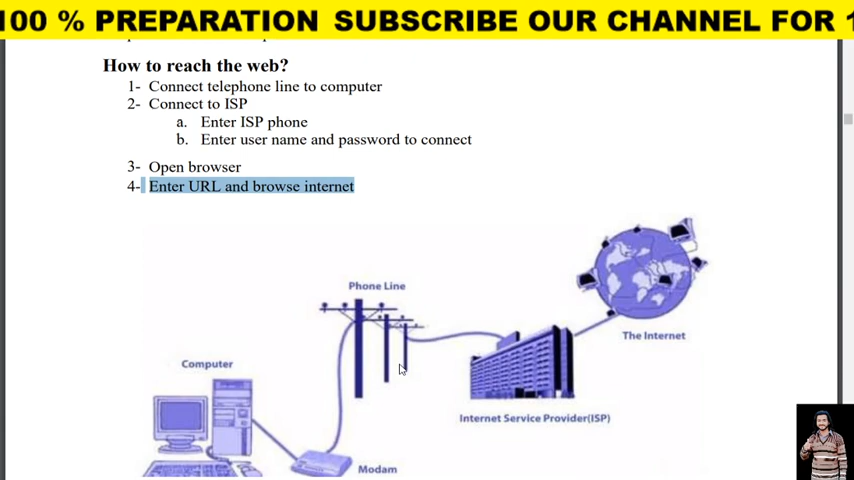 100 % PREPARATION SUBSCRIBE OUR CHANNEL FOR 1
How to reach the web?
1- Connect telephone line to computer
2- Connect to ISP
a. Enter ISP phone
b. Enter user name and password to connect
3- Open browser
4- Enter URL and browse internet
Phone Line
The Internet
Computer
Internet Service Provider(ISP)
Modam